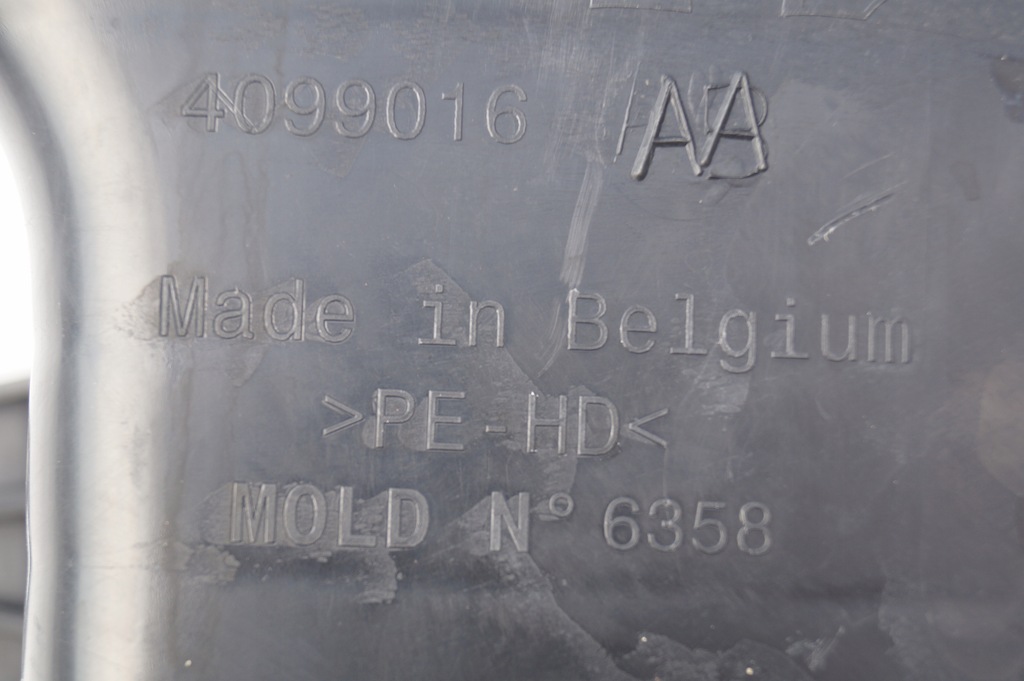 4099016 AA
Made in Belgium
>PE-HD<
MOLD N° 6358